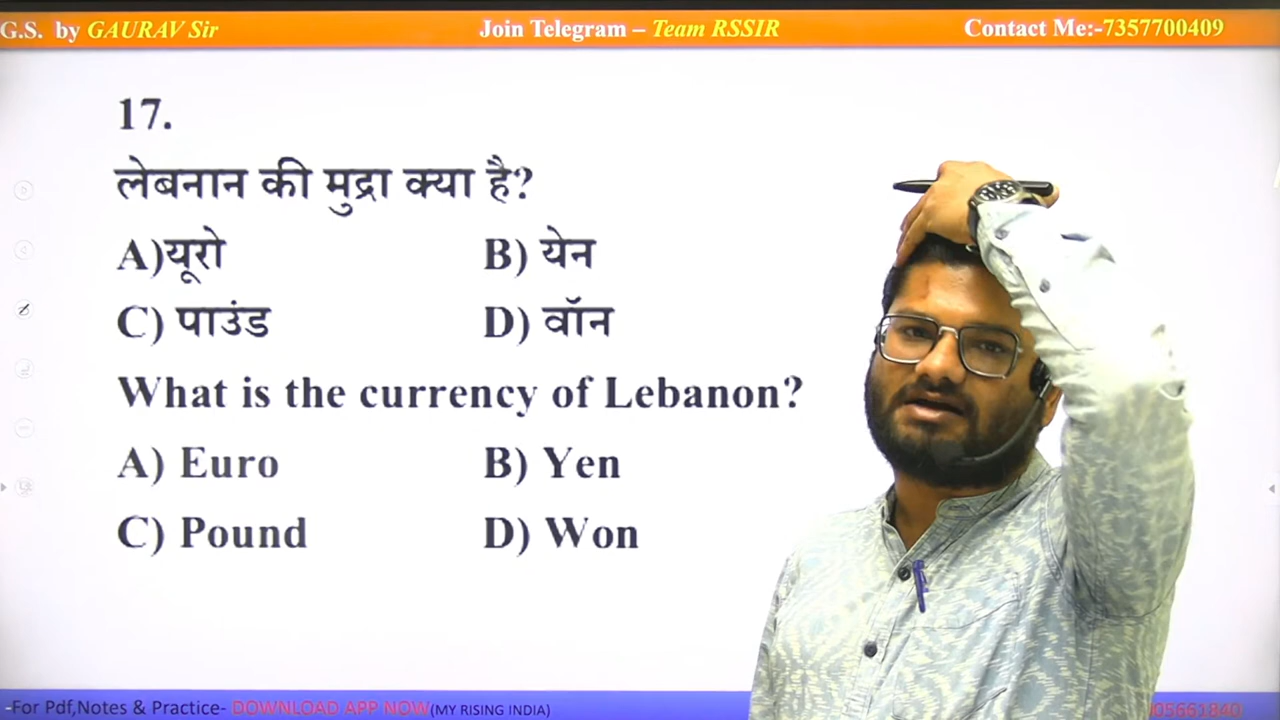 G.S. by GAURAV Sir Join Telegram – Team RSSIR Contact Me:-7357700409
17.
लेबनान की मुद्रा क्या है?
A)यूरो B) येन
C) पाउंड D) वॉन
What is the currency of Lebanon?
A) Euro B) Yen
C) Pound D) Won
-For Pdf,Notes & Practice- DOWNLOAD APP NOW(MY RISING INDIA) 05661840